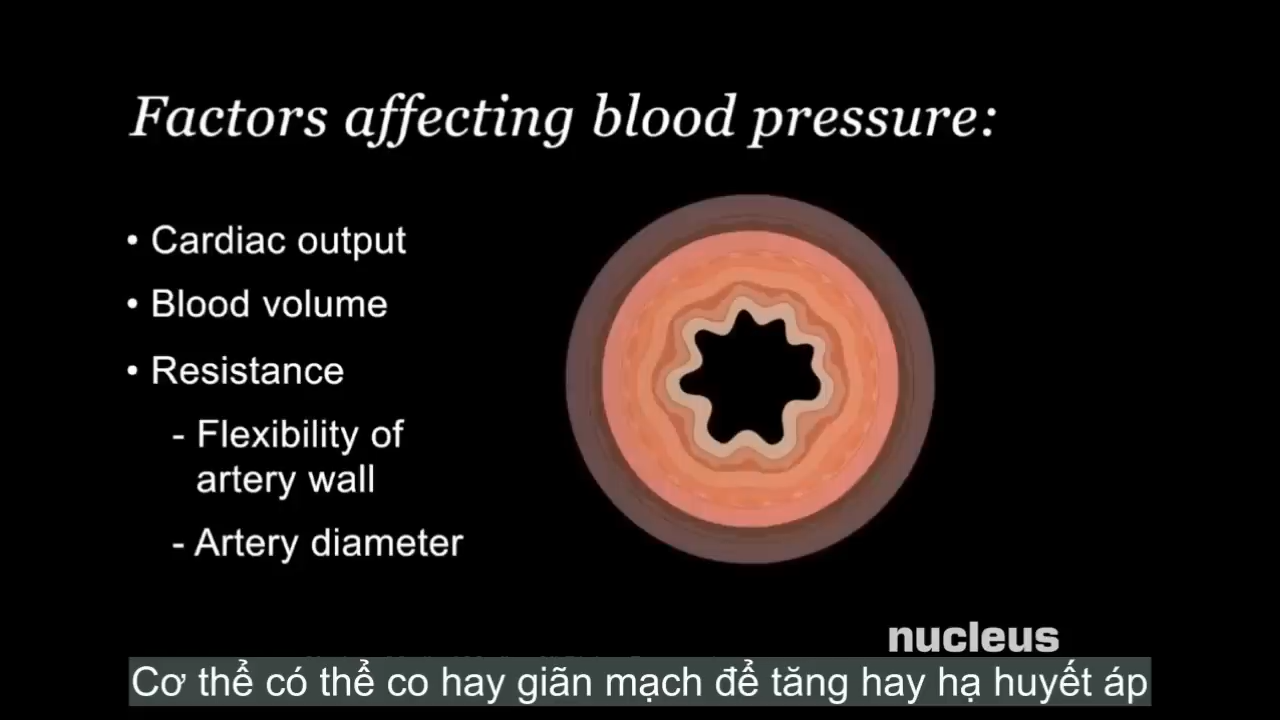 Factors affecting blood pressure:
• Cardiac output
• Blood volume
• Resistance
- Flexibility of
artery wall
- Artery diameter
nucleus
Cơ thể có thể co hay giãn mạch để tăng hay hạ huyết áp